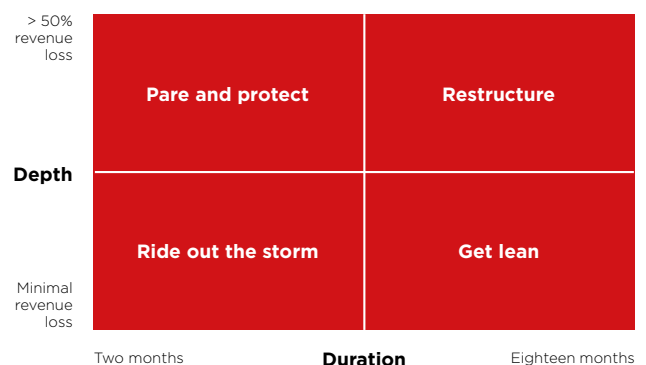 > 50%
revenue
loss
Pare and protect
Restructure
Depth
Ride out the storm
Get lean
Minimal
revenue
loss
Two months
Duration
Eighteen months